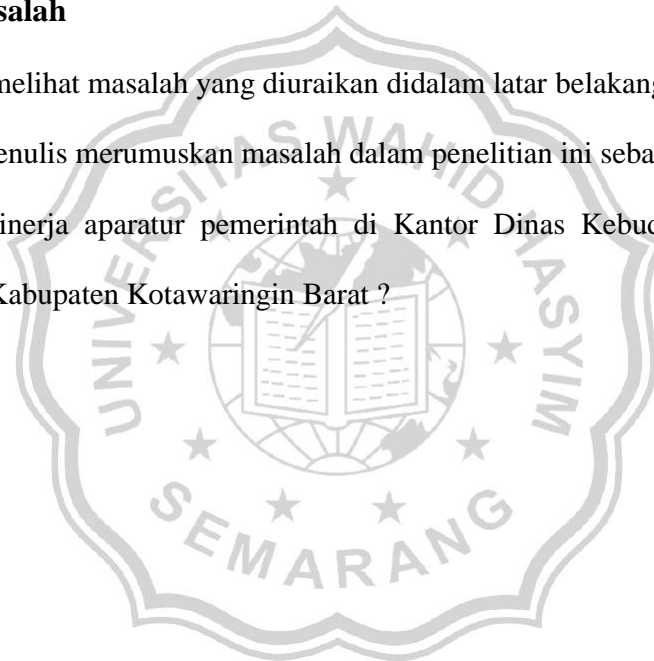 salah
melihat masalah yang diuraikan didalam latar belakang
enulis merumuskan masalah dalam penelitian ini seba
inerja aparatur pemerintah di Kantor Dinas Kebud
Kabupaten Kotawaringin Barat ?
UNIVERSITAS WAHID HASYIM
SEMARANG